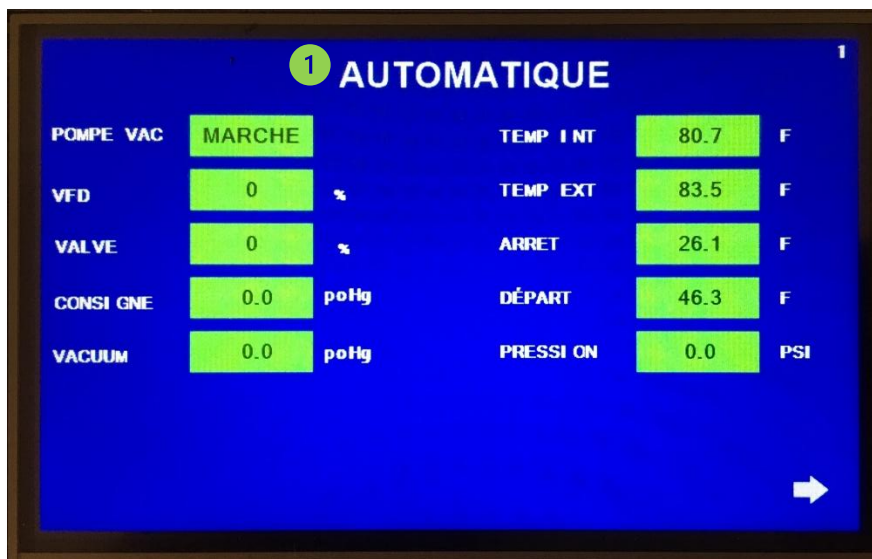 1
1 AUTOMATIQUE
POMPE VAC MARCHE TEMP INT 80.7 F
VFD 0 % TEMP EXT 83.5 F
VALVE 0 % ARRET 26.1 F
CONSIGNE 0.0 poHg DÉPART 46.3 F
VACUUM 0.0 poHg PRESSION 0.0 PSI